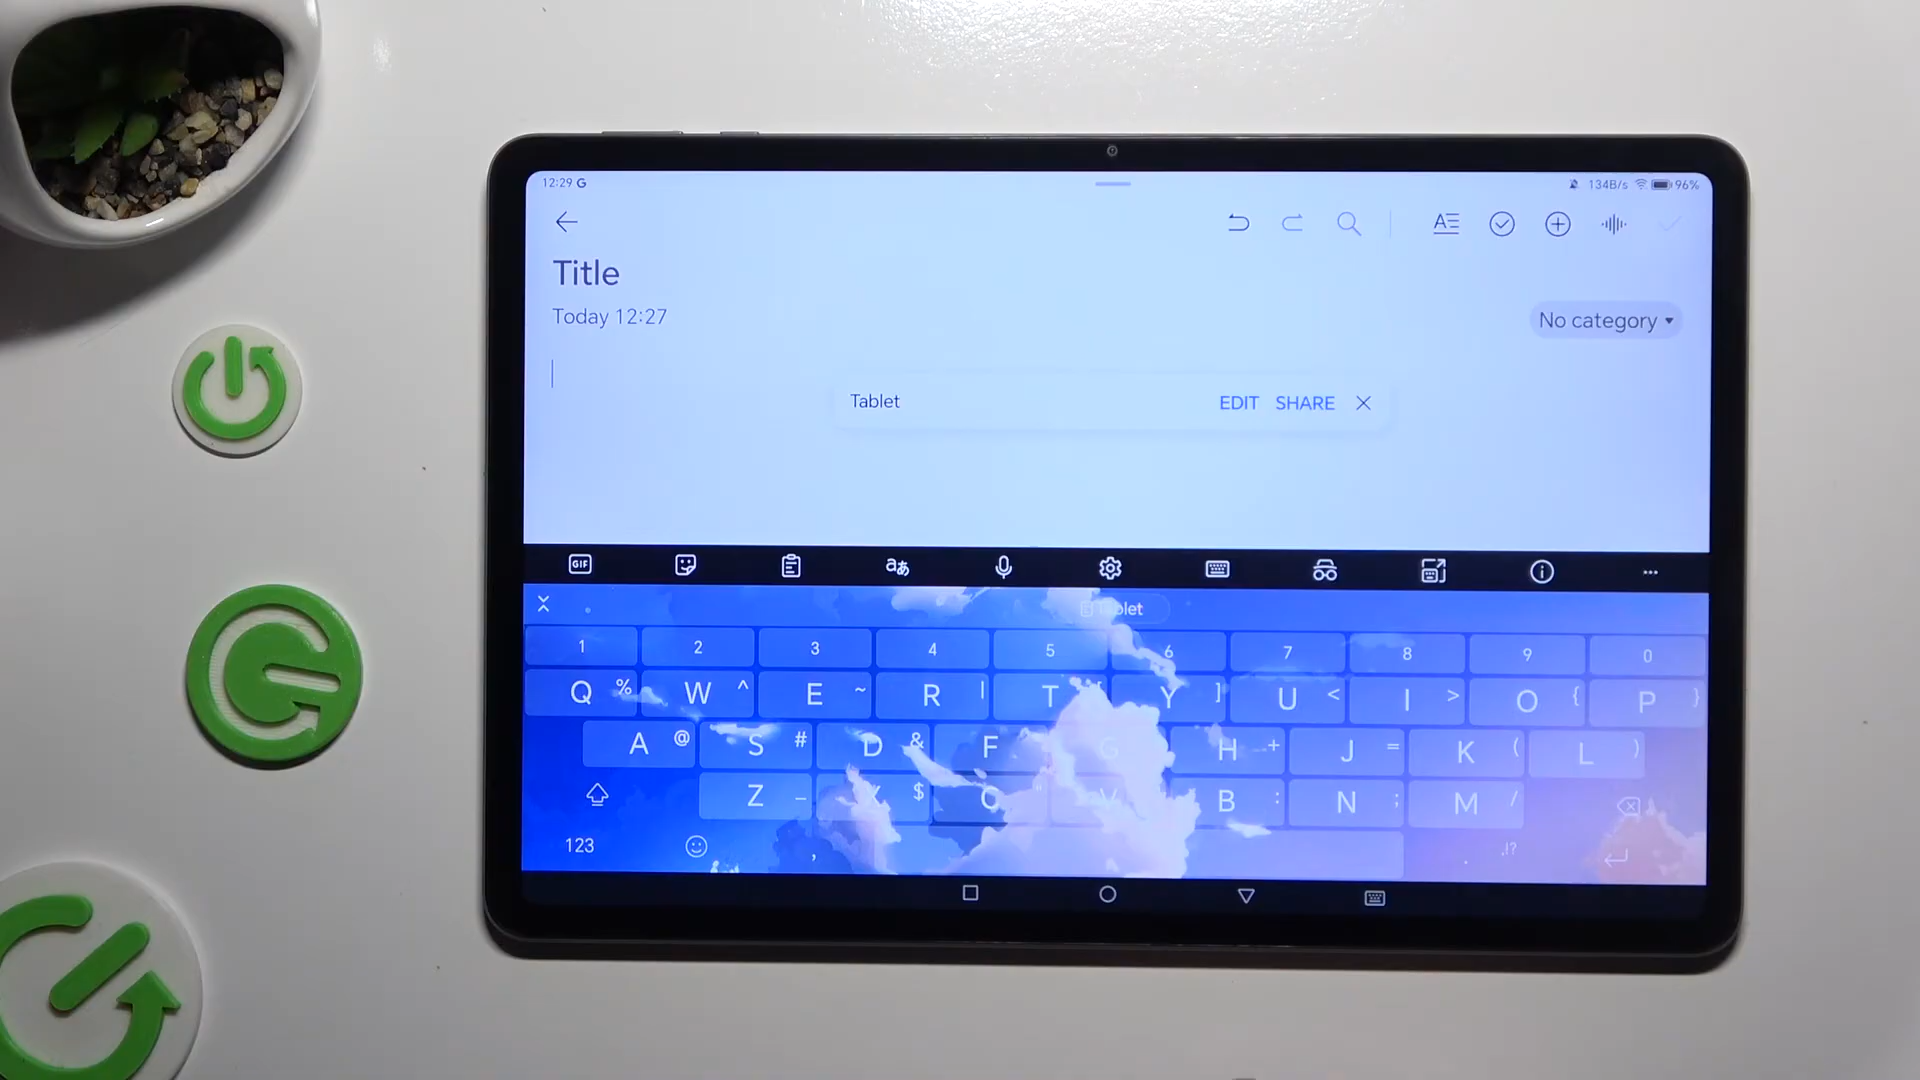 12:29 G
134B/s 96%
Title
Today 12:27
No category
Tablet EDIT SHARE
GIF
Tablet
1 2 3 4 5 6 7 8 9 0
Q % W ^ E ~ R | T [ Y ] U < I > O { P }
A @ S # D & F G H + J = K ( L )
Z _ X $ C " V B : N ; M /
123 , . .!?